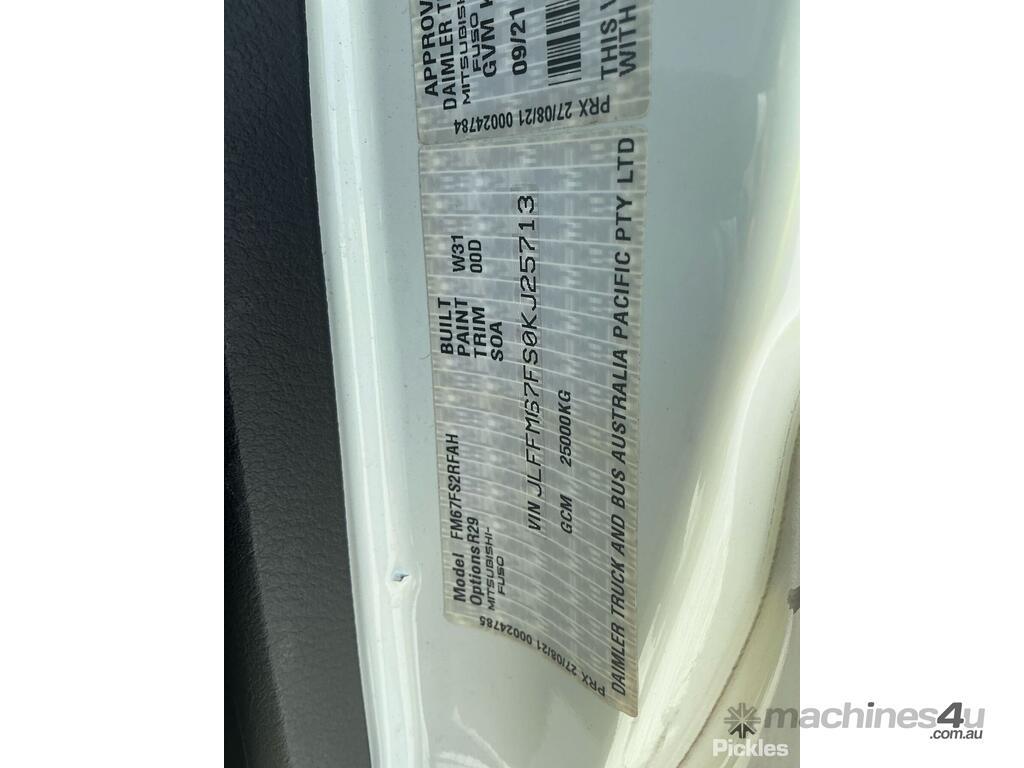 APPROV
DAIMLER T
MITSUBISHI
FUSO
GVM
09/21
THIS V
WITH
PRX 27/08/21 00024784
Model FM67FS2RFAH
Options R29
MITSUBISHI-
FUSO
BUILT
PAINT W31
TRIM 00D
SOA
VIN JLFFM67FS0KJ25713
GCM 25000KG
DAIMLER TRUCK AND BUS AUSTRALIA PACIFIC PTY LTD
PRX 27/08/21 00024785
machines4u
.com.au
Pickles